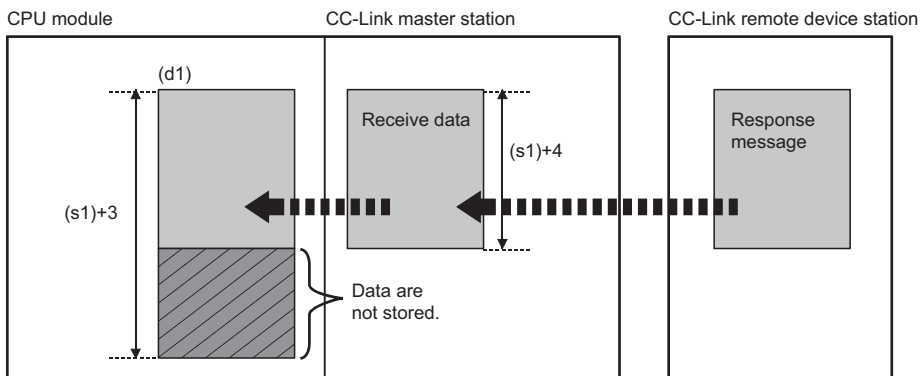 CPU module
CC-Link master station
CC-Link remote device station
(d1)
Receive data
Response
message
(s1)+4
(s1)+3
Data are
not stored.